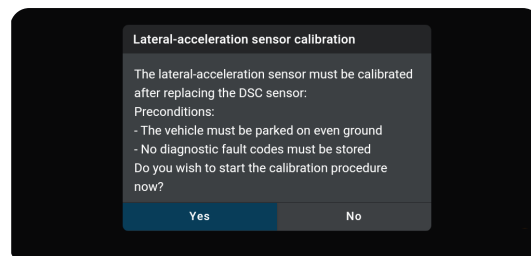 Lateral-acceleration sensor calibration
The lateral-acceleration sensor must be calibrated
after replacing the DSC sensor:
Preconditions:
- The vehicle must be parked on even ground
- No diagnostic fault codes must be stored
Do you wish to start the calibration procedure
now?
Yes
No